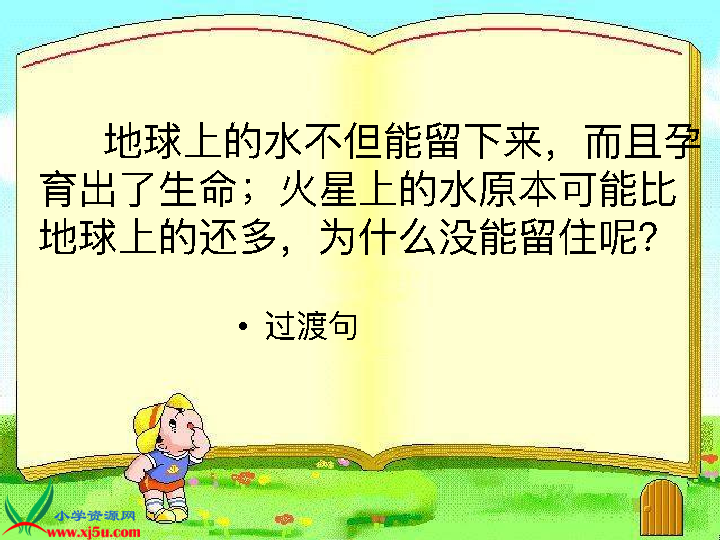 地球上的水不但能留下来，而且孕
育出了生命；火星上的水原本可能比
地球上的还多，为什么没能留住呢？
• 过渡句
小学资源网
www.xj5u.com